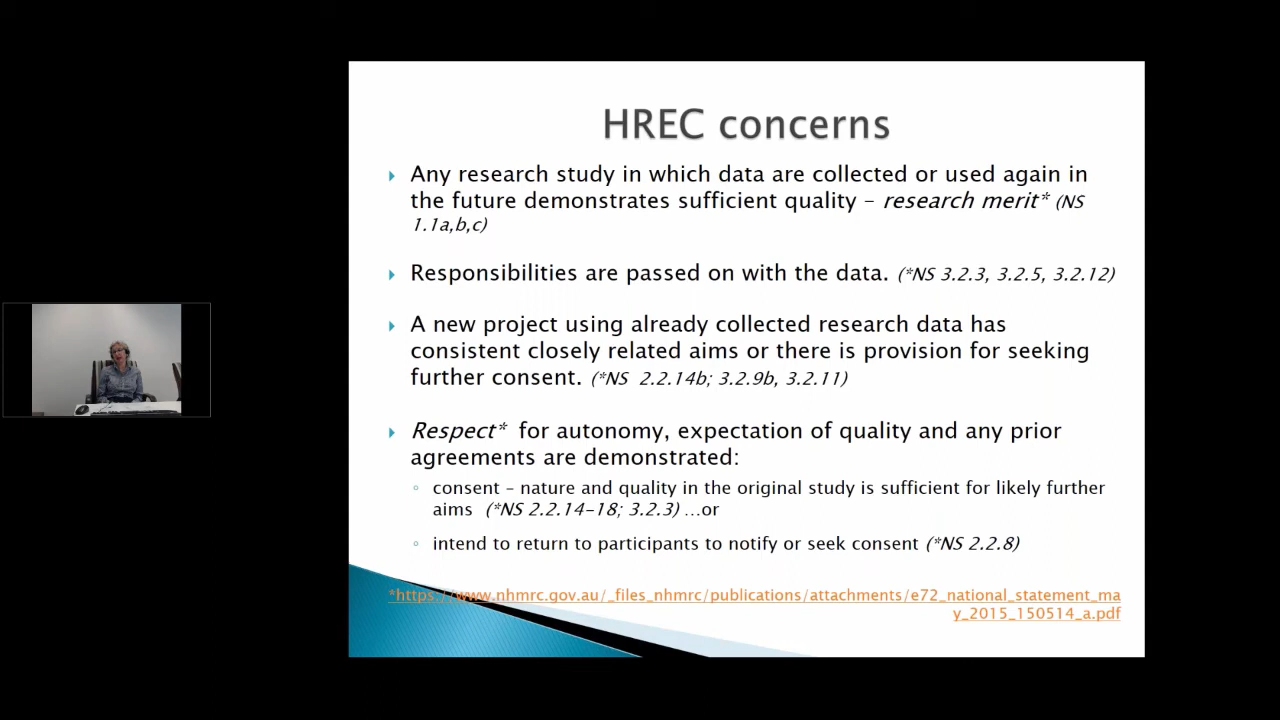 HREC concerns
Any research study in which data are collected or used again in
the future demonstrates sufficient quality – research merit* (NS
1.1a,b,c)
Responsibilities are passed on with the data. (*NS 3.2.3, 3.2.5, 3.2.12)
A new project using already collected research data has
consistent closely related aims or there is provision for seeking
further consent. (*NS 2.2.14b; 3.2.9b, 3.2.11)
Respect* for autonomy, expectation of quality and any prior
agreements are demonstrated:
consent – nature and quality in the original study is sufficient for likely further
aims (*NS 2.2.14-18; 3.2.3) …or
intend to return to participants to notify or seek consent (*NS 2.2.8)
*https://www.nhmrc.gov.au/_files_nhmrc/publications/attachments/e72_national_statement_ma
y_2015_150514_a.pdf